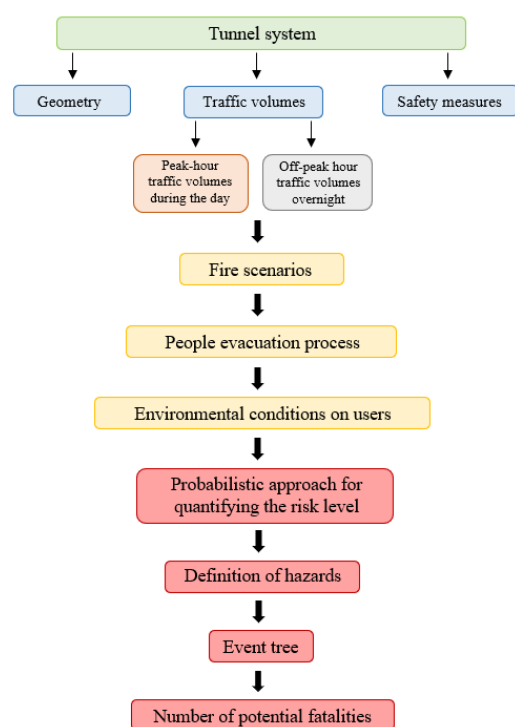 Tunnel system
Geometry
Traffic volumes
Safety measures
Peak-hour
traffic volumes
during the day
Off-peak hour
traffic volumes
overnight
Fire scenarios
People evacuation process
Environmental conditions on users
Probabilistic approach for
quantifying the risk level
Definition of hazards
Event tree
Number of potential fatalities